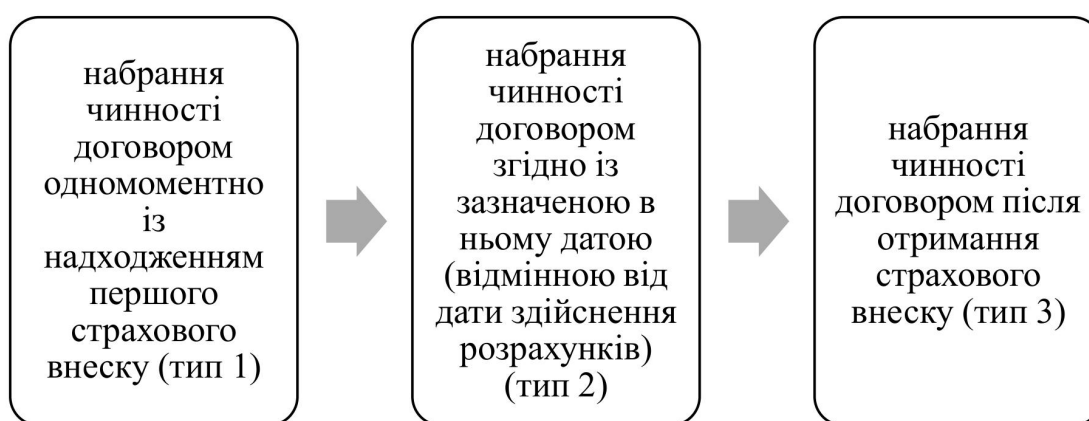 набрання
чинності
договором
одномоментно
із
надходженням
першого
страхового
внеску (тип 1)
набрання
чинності
договором
згідно із
зазначеною в
ньому датою
(відмінною від
дати здійснення
розрахунків)
(тип 2)
набрання
чинності
договором після
отримання
страхового
внеску (тип 3)